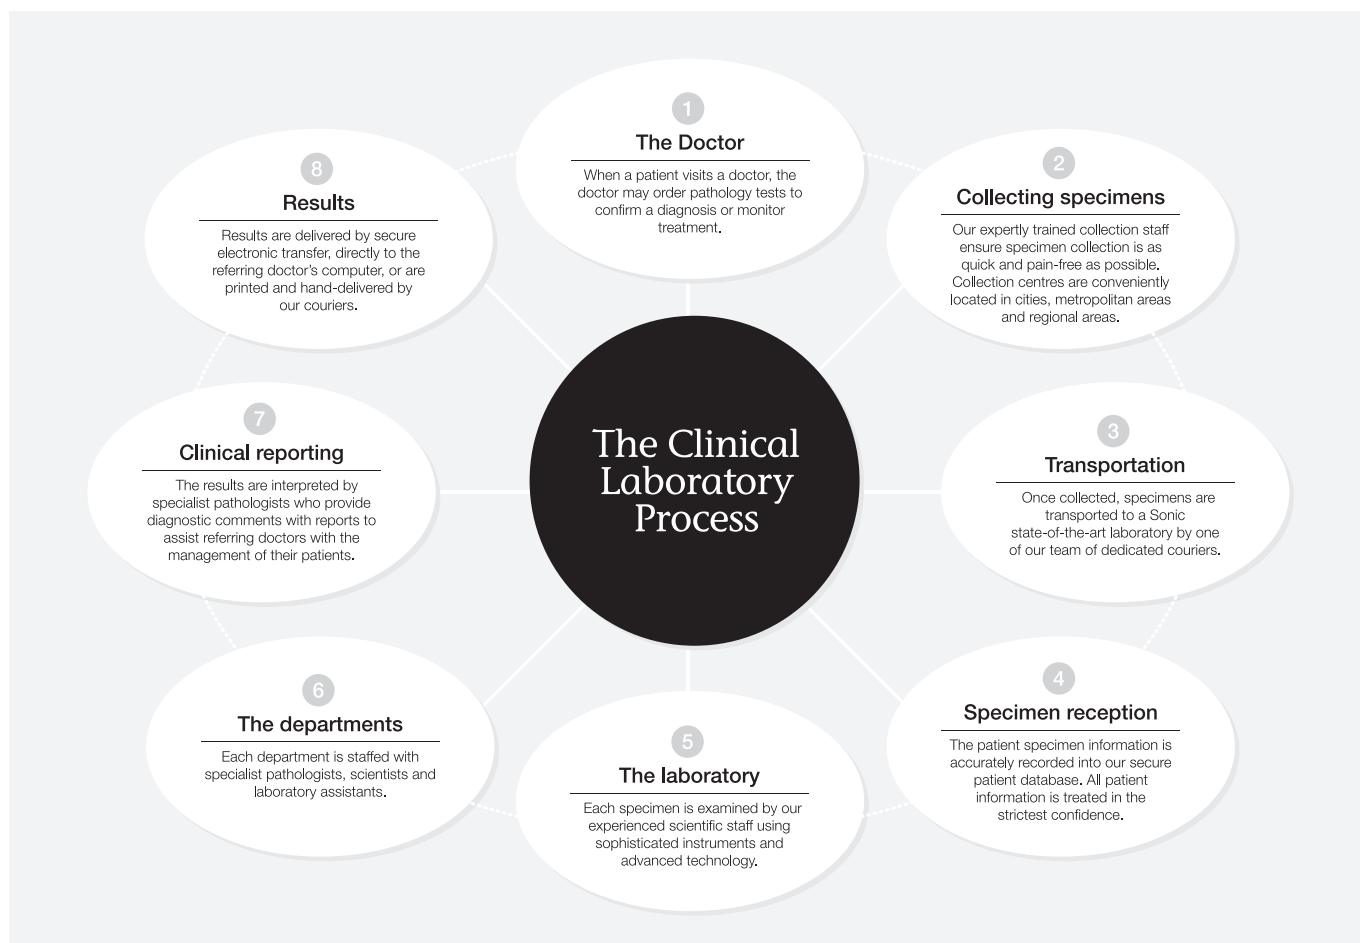 1
The Doctor
When a patient visits a doctor, the
doctor may order pathology tests to
confirm a diagnosis or monitor
treatment.
2
Collecting specimens
Our expertly trained collection staff
ensure specimen collection is as
quick and pain-free as possible.
Collection centres are conveniently
located in cities, metropolitan areas
and regional areas.
3
Transportation
Once collected, specimens are
transported to a Sonic
state-of-the-art laboratory by one
of our team of dedicated couriers.
4
Specimen reception
The patient specimen information is
accurately recorded into our secure
patient database. All patient
information is treated in the
strictest confidence.
5
The laboratory
Each specimen is examined by our
experienced scientific staff using
sophisticated instruments and
advanced technology.
6
The departments
Each department is staffed with
specialist pathologists, scientists and
laboratory assistants.
7
Clinical reporting
The results are interpreted by
specialist pathologists who provide
diagnostic comments with reports to
assist referring doctors with the
management of their patients.
8
Results
Results are delivered by secure
electronic transfer, directly to the
referring doctor's computer, or are
printed and hand-delivered by
our couriers.
The Clinical
Laboratory
Process